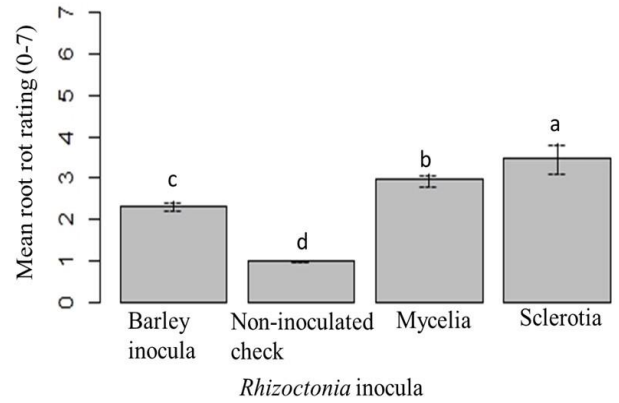 Mean root rot rating (0-7)
7
6
5
4
3
2
1
0
c
d
b
a
Barley
inocula
Non-inoculated
check
Mycelia
Sclerotia
Rhizoctonia inocula